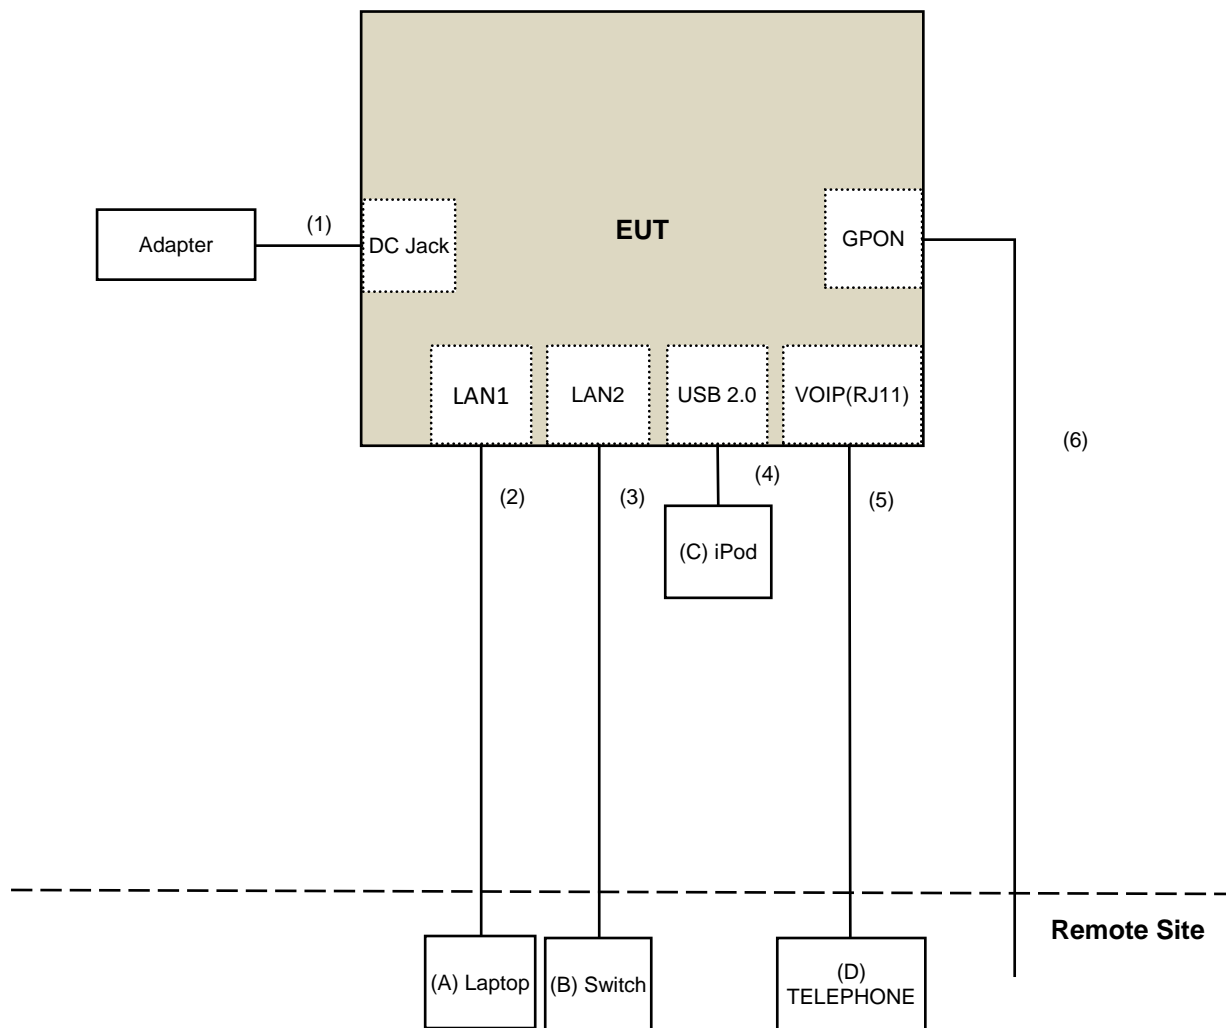 EUT
(1)
Adapter
DC Jack
GPON
LAN1
LAN2
USB 2.0
VOIP(RJ11)
(6)
(2)
(3)
(4)
(5)
(C) iPod
Remote Site
(A) Laptop
(B) Switch
(D)
TELEPHONE